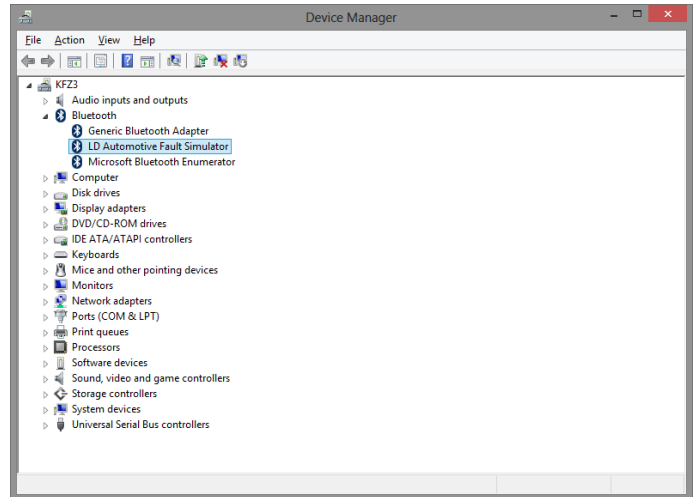 Device Manager
File Action View Help
KFZ3
Audio inputs and outputs
Bluetooth
Generic Bluetooth Adapter
LD Automotive Fault Simulator
Microsoft Bluetooth Enumerator
Computer
Disk drives
Display adapters
DVD/CD-ROM drives
IDE ATA/ATAPI controllers
Keyboards
Mice and other pointing devices
Monitors
Network adapters
Ports (COM & LPT)
Print queues
Processors
Software devices
Sound, video and game controllers
Storage controllers
System devices
Universal Serial Bus controllers